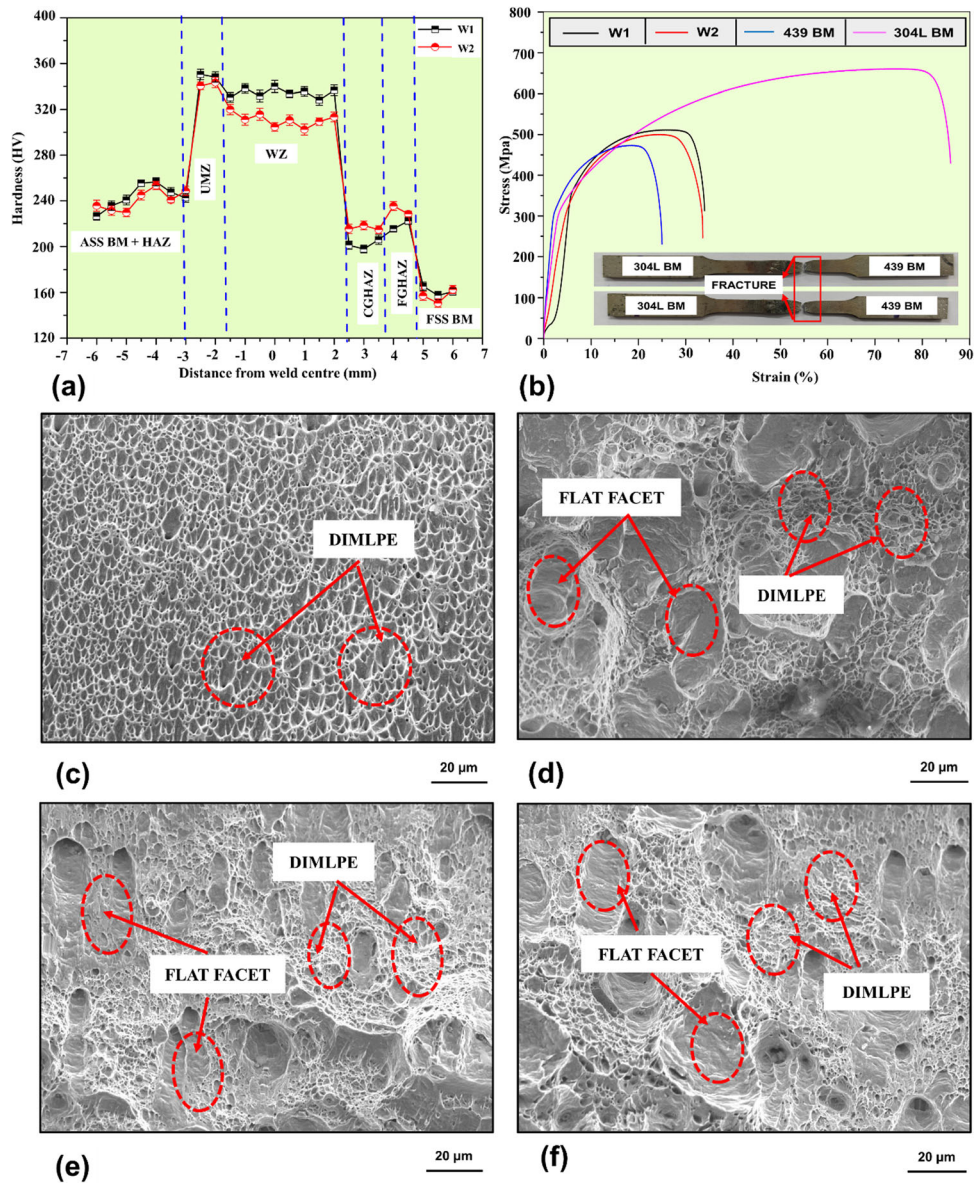 Hardness (HV)
400
360
320
280
240
200
160
120
W1
W2
UMZ
WZ
CGHAZ
FGHAZ
ASS BM + HAZ
FSS BM
-7 -6 -5 -4 -3 -2 -1 0 1 2 3 4 5 6 7
Distance from weld centre (mm)
(a)
Stress (Mpa)
800
700
600
500
400
300
200
100
0
W1 W2 439 BM 304L BM
304L BM 439 BM
FRACTURE
304L BM 439 BM
0 10 20 30 40 50 60 70 80 90
Strain (%)
(b)
DIMLPE
(c)
20 µm
FLAT FACET
DIMLPE
(d)
20 µm
DIMLPE
FLAT FACET
(e)
20 µm
FLAT FACET
DIMLPE
(f)
20 µm